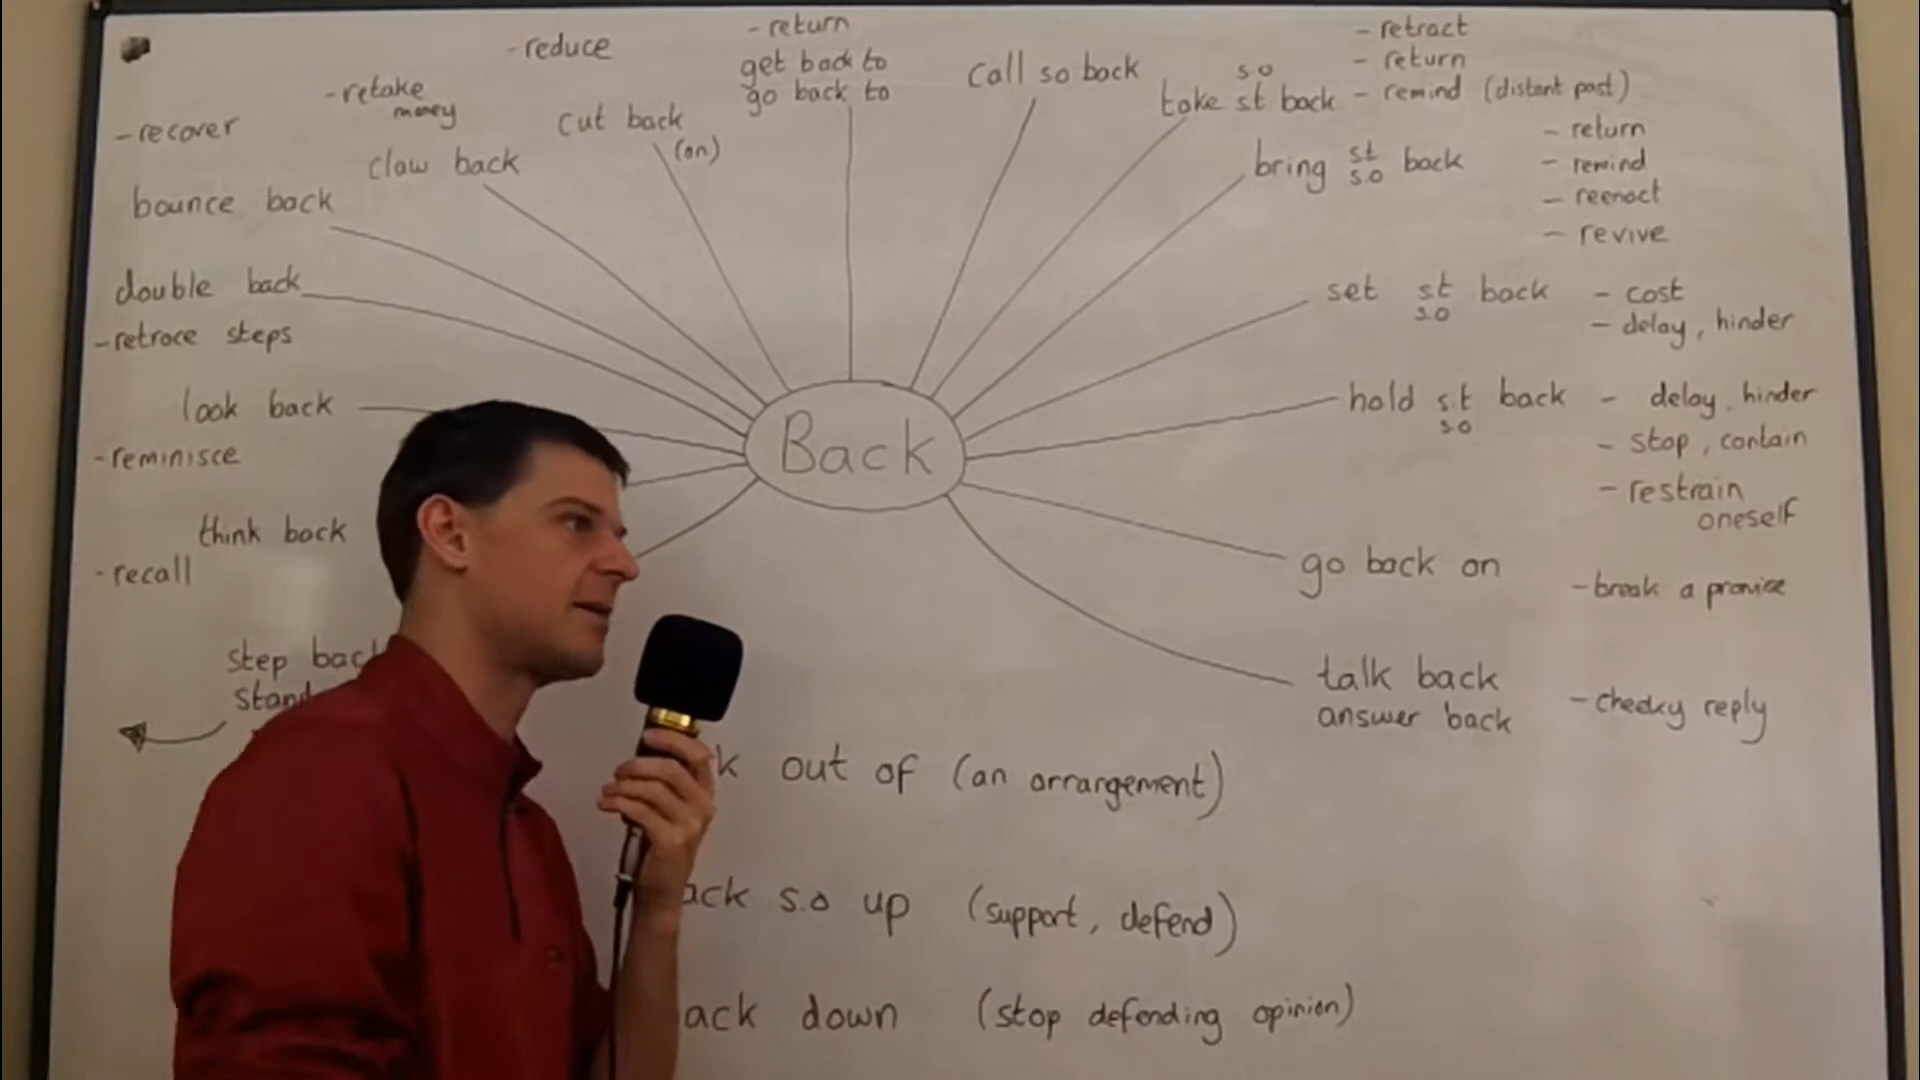 - recover
bounce back
- retake
money
claw back
- reduce
cut back
(on)
- return
get back to
go back to
call so back
s.o
take st back
- retract
- return
- remind (distant past)
bring st back
s.o
- return
- remind
- reenact
- revive
double back
- retrace steps
set st back
s.o
- cost
- delay, hinder
look back
- reminisce
Back
hold s.t back
s.o
- delay, hinder
- stop, contain
- restrain
oneself
think back
- recall
go back on
- break a promise
step
talk back
answer back
- cheeky reply
out of (an arrangement)
s.o up (support, defend)
down (stop defending opinion)